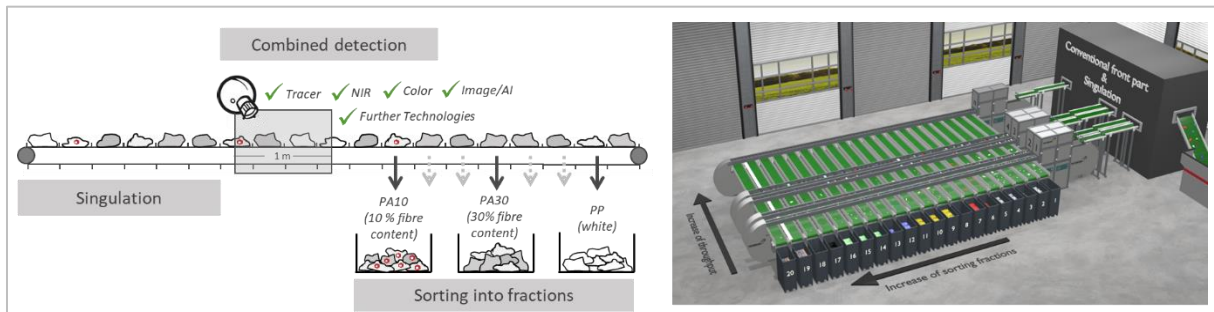 Combined detection
✓ Tracer ✓ NIR ✓ Color ✓ Image/AI
✓ Further Technologies
1 m
Singulation
PA10
(10 % fibre
content)
PA30
(30% fibre
content)
PP
(white)
Sorting into fractions
Conventional front part
&
Singulation
Increase of throughput
20 19 18 17 16 15 14 13 12 11 10 9 8 7 6 5 4 3 2 1
Increase of sorting fractions